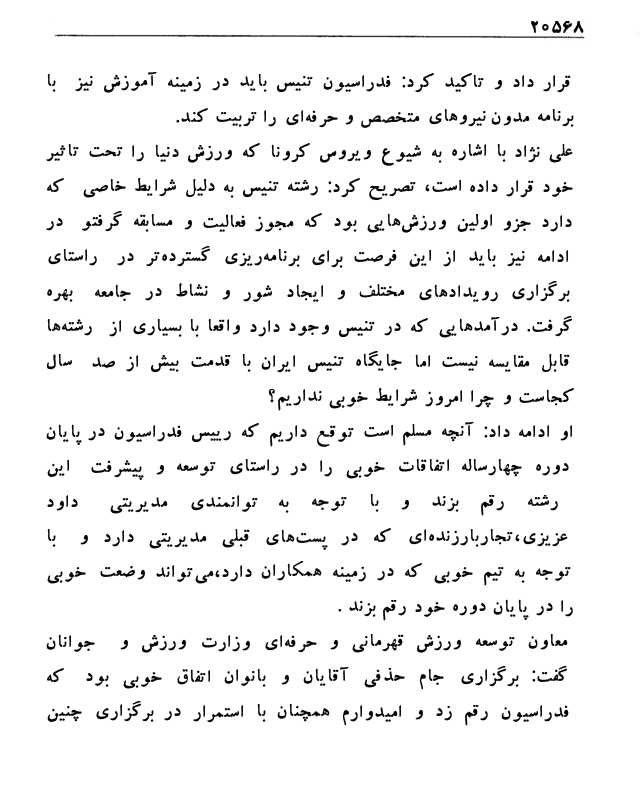 ۲۰۵۶۸
قرار داد و تاکید کرد: فدراسیون تنیس باید در زمینه آموزش نیز با
برنامه مدون نیروهای متخصص و حرفه‌ای را تربیت کند.
علی نژاد با اشاره به شیوع ویروس کرونا که ورزش دنیا را تحت تاثیر
خود قرار داده است، تصریح کرد: رشته تنیس به دلیل شرایط خاصی که
دارد جزو اولین ورزش‌هایی بود که مجوز فعالیت و مسابقه گرفتو در
ادامه نیز باید از این فرصت برای برنامه‌ریزی گسترده‌تر در راستای
برگزاری رویدادهای مختلف و ایجاد شور و نشاط در جامعه بهره
گرفت. درآمدهایی که در تنیس وجود دارد واقعا با بسیاری از رشته‌ها
قابل مقایسه نیست اما جایگاه تنیس ایران با قدمت بیش از صد سال
کجاست و چرا امروز شرایط خوبی نداریم؟
او ادامه داد: آنچه مسلم است توقع داریم که رییس فدراسیون در پایان
دوره چهارساله اتفاقات خوبی را در راستای توسعه و پیشرفت این
رشته رقم بزند و با توجه به توانمندی مدیریتی داود
عزیزی،تجاربارزنده‌ای که در پست‌های قبلی مدیریتی دارد و با
توجه به تیم خوبی که در زمینه همکاران دارد،می‌تواند وضعت خوبی
را در پایان دوره خود رقم بزند .
معاون توسعه ورزش قهرمانی و حرفه‌ای وزارت ورزش و جوانان
گفت: برگزاری جام حذفی آقایان و بانوان اتفاق خوبی بود که
فدراسیون رقم زد و امیدوارم همچنان با استمرار در برگزاری چنین